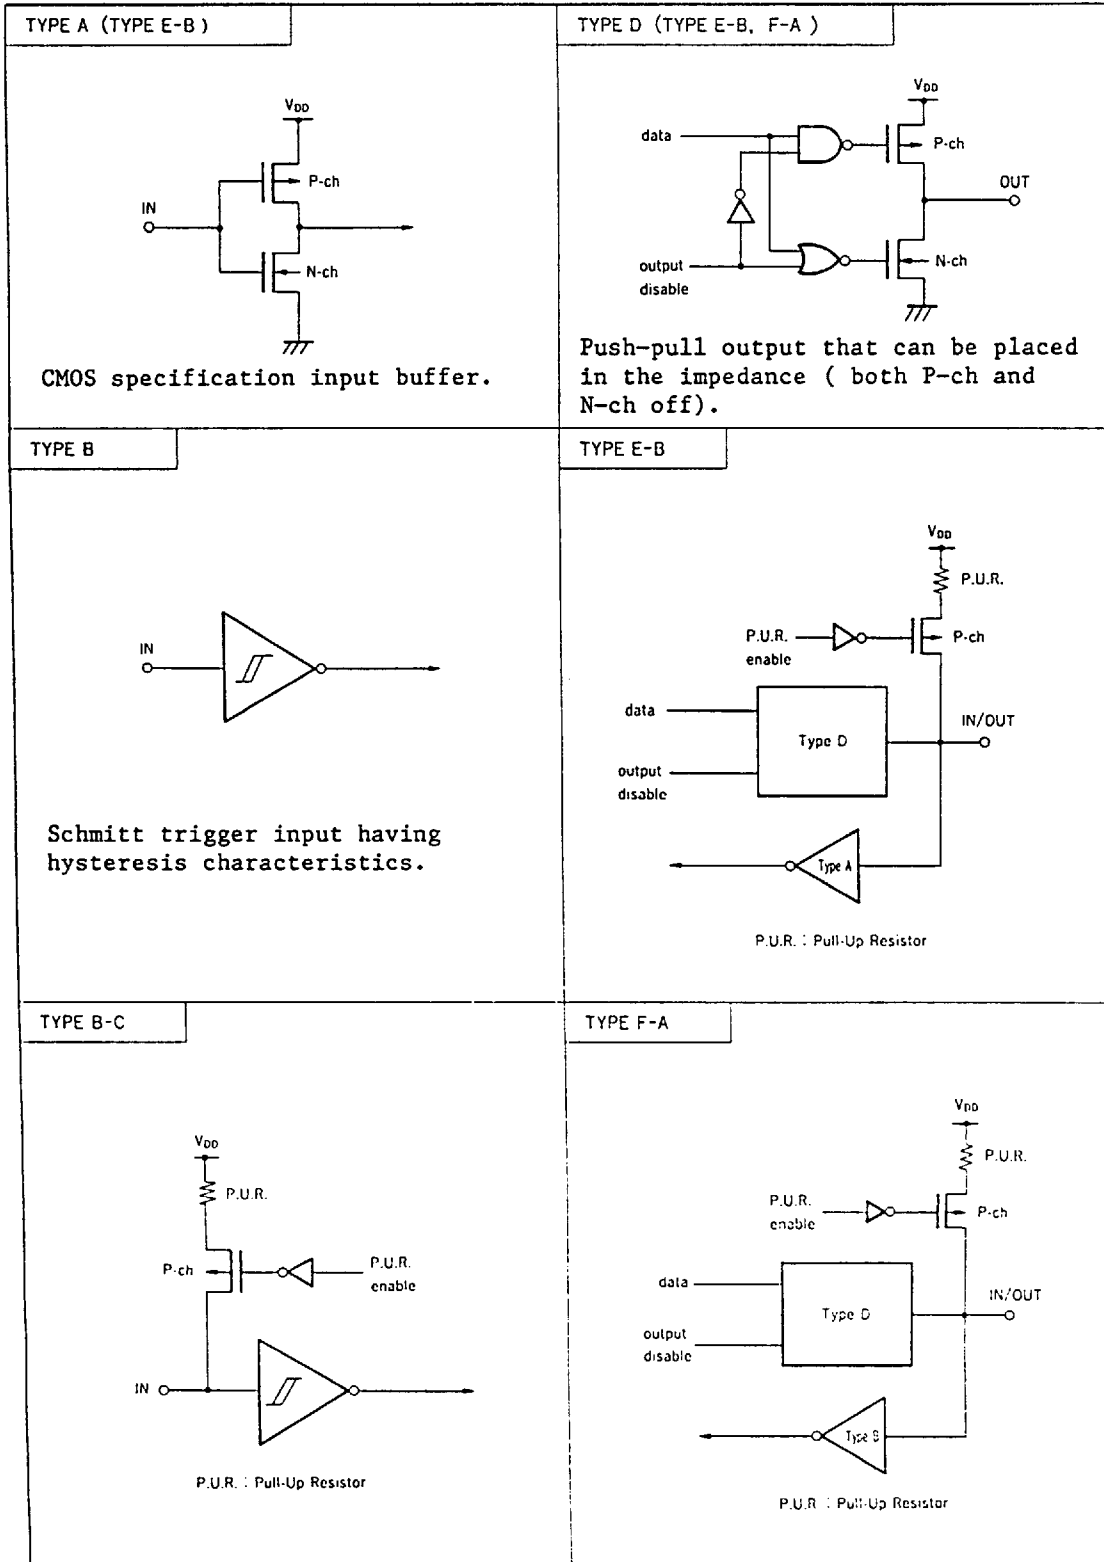 TYPE A (TYPE E-B)
VDD
P-ch
IN
N-ch
CMOS specification input buffer.
TYPE D (TYPE E-B, F-A)
VDD
data
P-ch
OUT
output
disable
N-ch
Push-pull output that can be placed
in the impedance ( both P-ch and
N-ch off).
TYPE B
IN
Schmitt trigger input having
hysteresis characteristics.
TYPE E-B
VDD
P.U.R.
P.U.R.
enable
P-ch
data
Type D
IN/OUT
output
disable
Type A
P.U.R. : Pull-Up Resistor
TYPE B-C
VDD
P.U.R.
P-ch
P.U.R.
enable
IN
P.U.R. : Pull-Up Resistor
TYPE F-A
VDD
P.U.R.
P.U.R.
enable
P-ch
data
Type D
IN/OUT
output
disable
Type B
P.U.R : Pull-Up Resistor